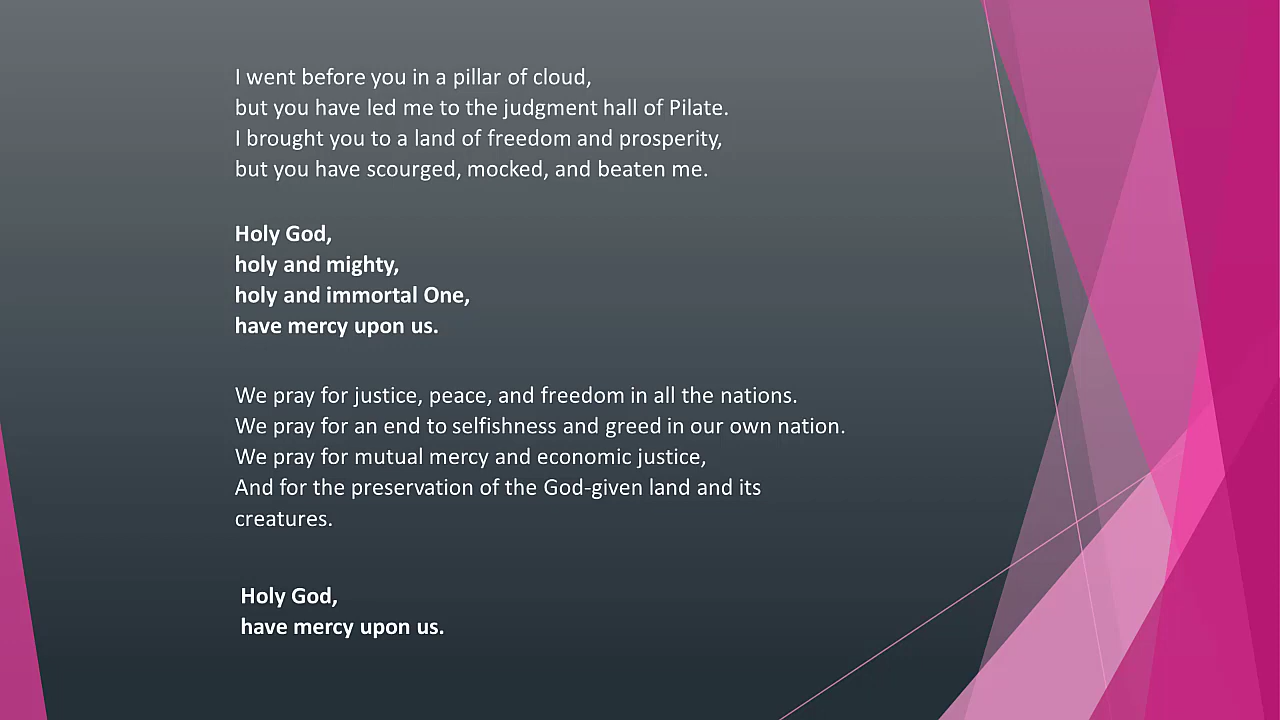 I went before you in a pillar of cloud,
but you have led me to the judgment hall of Pilate.
I brought you to a land of freedom and prosperity,
but you have scourged, mocked, and beaten me.
Holy God,
holy and mighty,
holy and immortal One,
have mercy upon us.
We pray for justice, peace, and freedom in all the nations.
We pray for an end to selfishness and greed in our own nation.
We pray for mutual mercy and economic justice,
And for the preservation of the God-given land and its
creatures.
Holy God,
have mercy upon us.